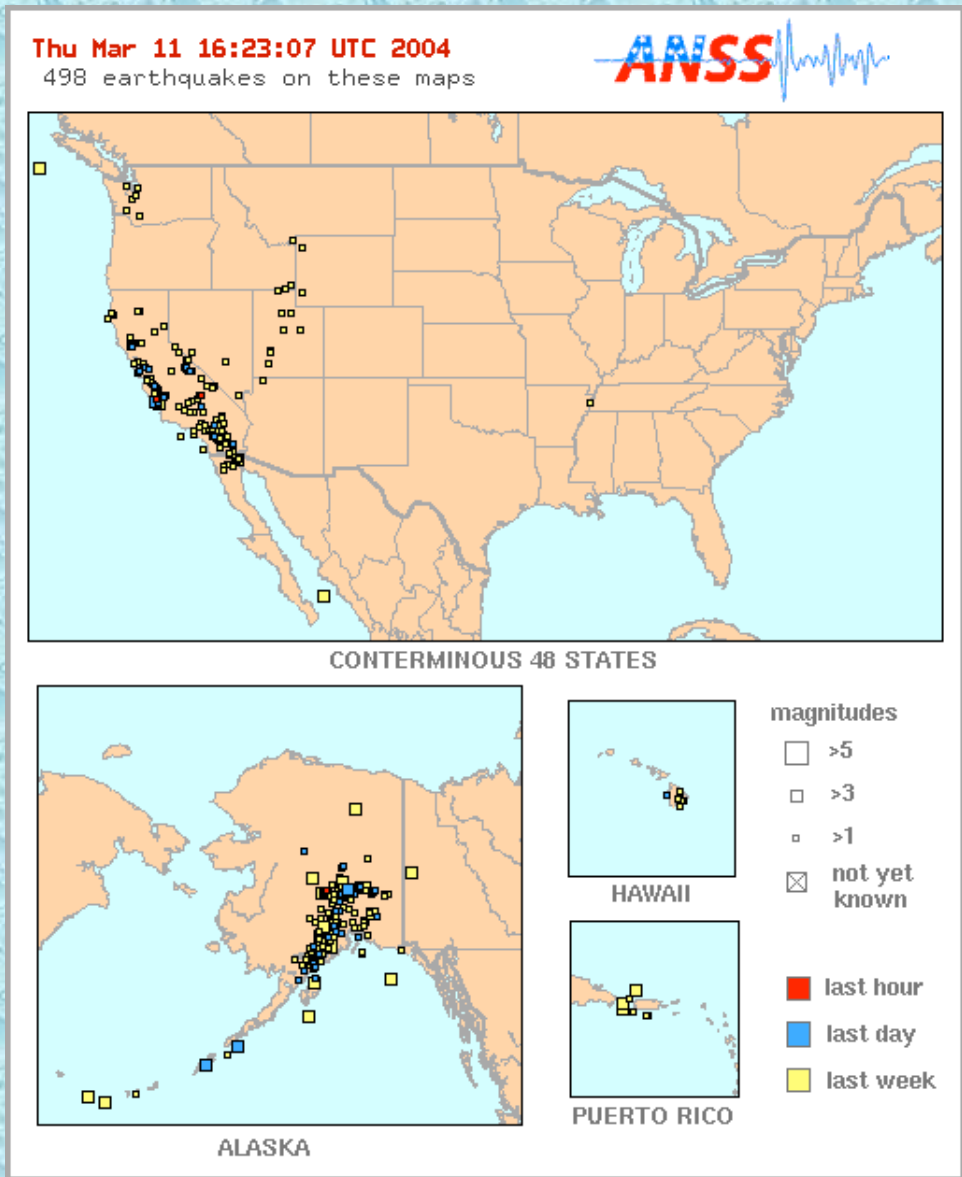 Thu Mar 11 16:23:07 UTC 2004
498 earthquakes on these maps
ANSS
CONTERMINOUS 48 STATES
magnitudes
>5
>3
>1
not yet
known
HAWAII
last hour
last day
last week
PUERTO RICO
ALASKA